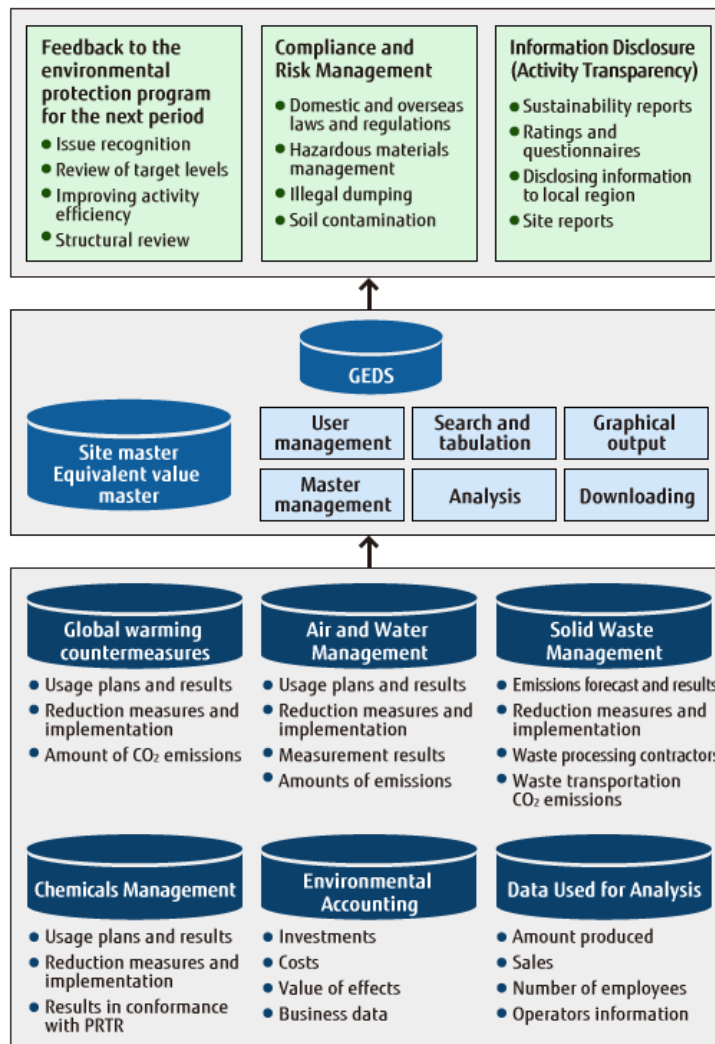 Feedback to the
environmental
protection program
for the next period
● Issue recognition
● Review of target levels
● Improving activity
efficiency
● Structural review
Compliance and
Risk Management
● Domestic and overseas
laws and regulations
● Hazardous materials
management
● Illegal dumping
● Soil contamination
Information Disclosure
(Activity Transparency)
● Sustainability reports
● Ratings and
questionnaires
● Disclosing information
to local region
● Site reports
GEDS
Site master
Equivalent value
master
User
management
Search and
tabulation
Graphical
output
Master
management
Analysis
Downloading
Global warming
countermeasures
● Usage plans and results
● Reduction measures and
implementation
● Amount of CO₂ emissions
Air and Water
Management
● Usage plans and results
● Reduction measures and
implementation
● Measurement results
● Amounts of emissions
Solid Waste
Management
● Emissions forecast and results
● Reduction measures and
implementation
● Waste processing contractors
● Waste transportation
CO₂ emissions
Chemicals Management
● Usage plans and results
● Reduction measures and
implementation
● Results in conformance
with PRTR
Environmental
Accounting
● Investments
● Costs
● Value of effects
● Business data
Data Used for Analysis
● Amount produced
● Sales
● Number of employees
● Operators information